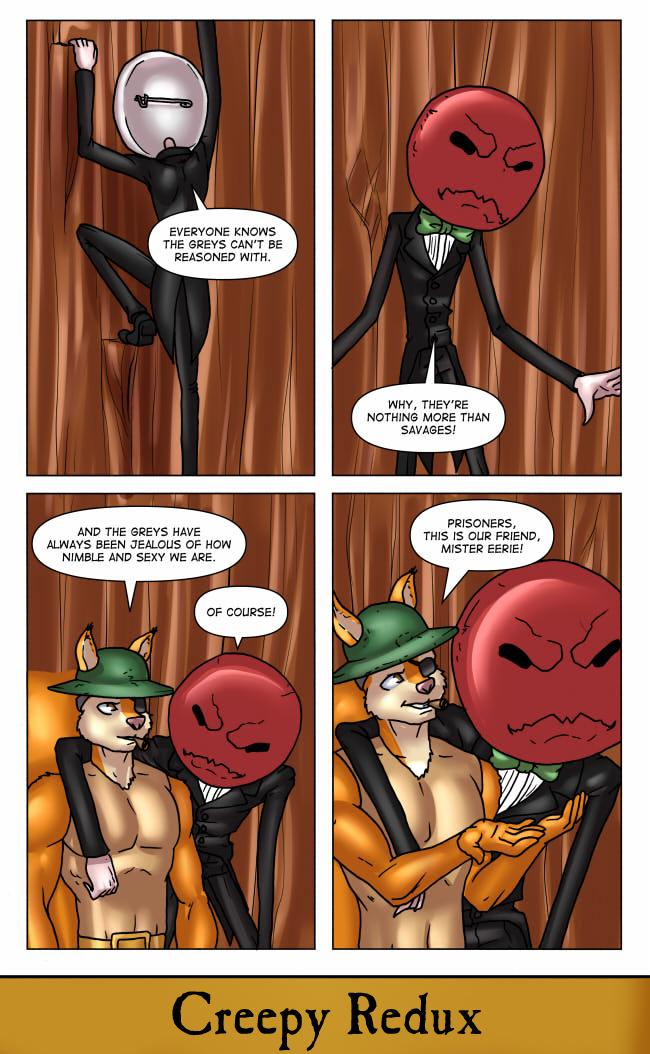 EVERYONE KNOWS
THE GREYS CAN'T BE
REASONED WITH.
WHY, THEY'RE
NOTHING MORE THAN
SAVAGES!
AND THE GREYS HAVE
ALWAYS BEEN JEALOUS OF HOW
NIMBLE AND SEXY WE ARE.
OF COURSE!
PRISONERS,
THIS IS OUR FRIEND,
MISTER EERIE!
Creepy Redux